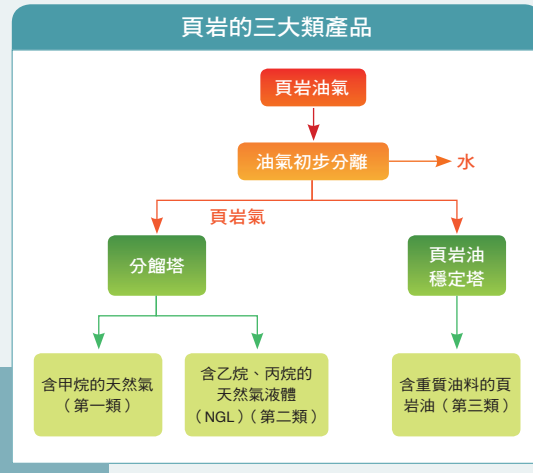 頁岩的三大類產品
頁岩油氣
油氣初步分離
水
頁岩氣
分餾塔
頁岩油
穩定塔
含甲烷的天然氣
（第一類）
含乙烷、丙烷的
天然氣液體
（NGL）（第二類）
含重質油料的頁
岩油（第三類）